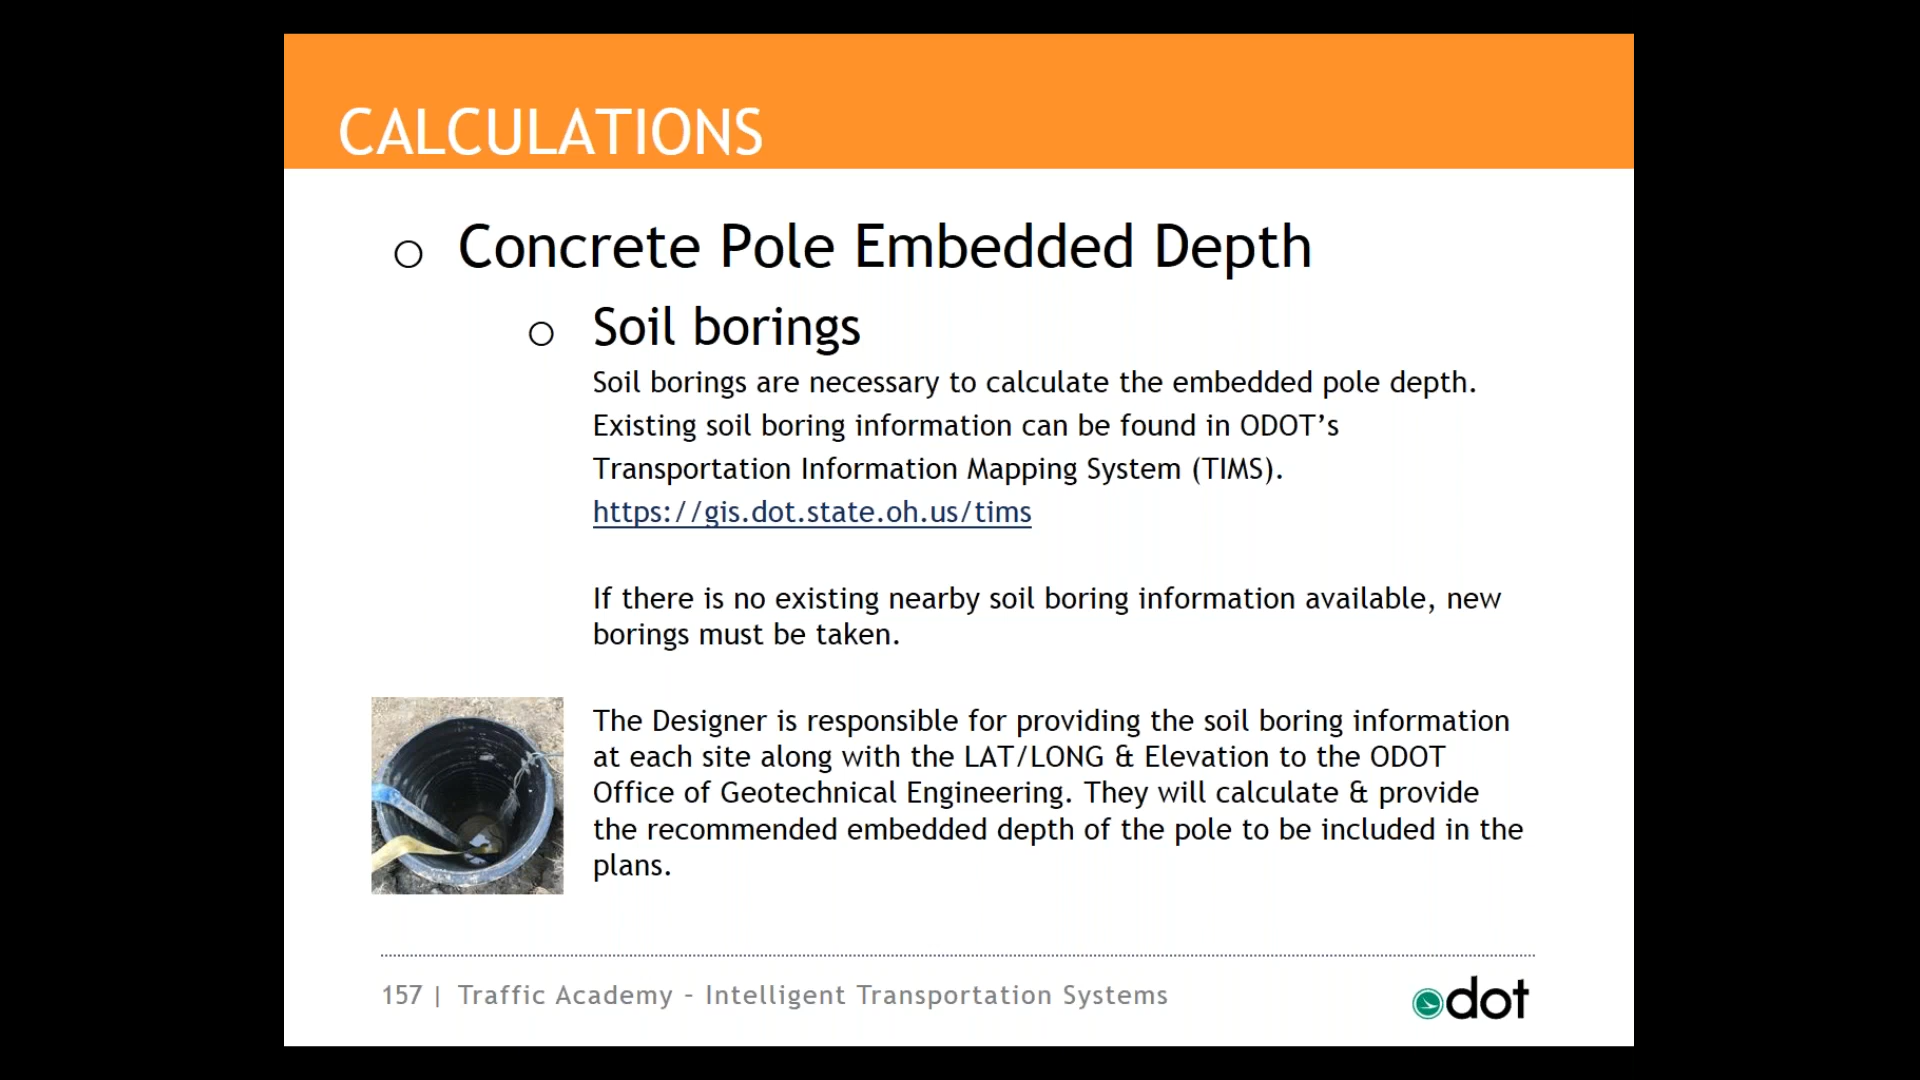 CALCULATIONS
Concrete Pole Embedded Depth
Soil borings
Soil borings are necessary to calculate the embedded pole depth.
Existing soil boring information can be found in ODOT’s
Transportation Information Mapping System (TIMS).
https://gis.dot.state.oh.us/tims
If there is no existing nearby soil boring information available, new
borings must be taken.
The Designer is responsible for providing the soil boring information
at each site along with the LAT/LONG & Elevation to the ODOT
Office of Geotechnical Engineering. They will calculate & provide
the recommended embedded depth of the pole to be included in the
plans.
157 | Traffic Academy - Intelligent Transportation Systems
odot